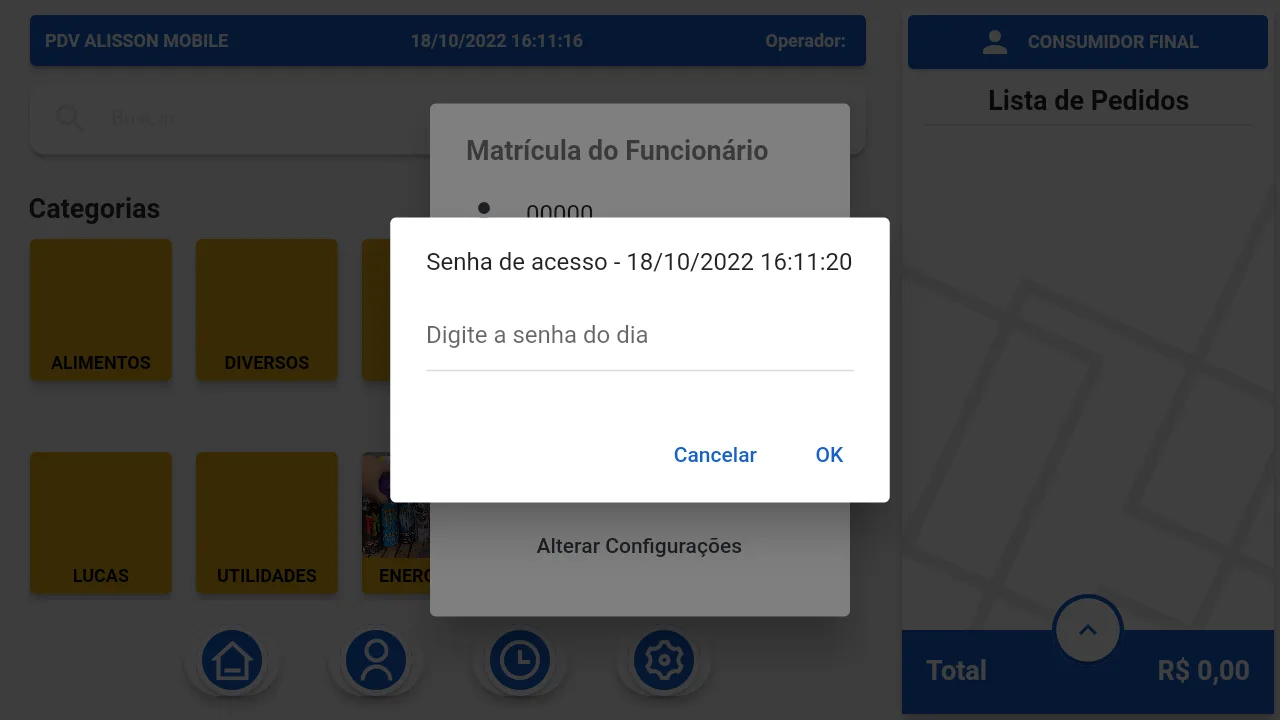 PDV ALISSON MOBILE 18/10/2022 16:11:16 Operador:
CONSUMIDOR FINAL
Buscar
Lista de Pedidos
Matrícula do Funcionário
00000
Categorias
Senha de acesso - 18/10/2022 16:11:20
Digite a senha do dia
Cancelar OK
ALIMENTOS DIVERSOS
Alterar Configurações
LUCAS UTILIDADES ENERG
Total R$ 0,00